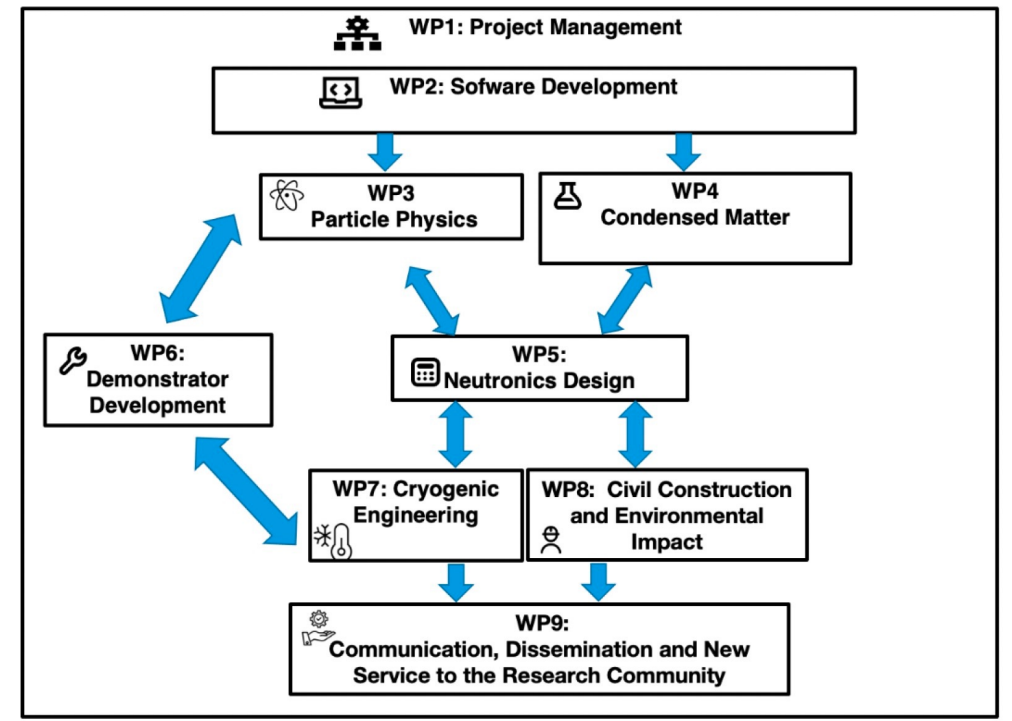 WP1: Project Management
WP2: Sofware Development
WP3
Particle Physics
WP4
Condensed Matter
WP6:
Demonstrator
Development
WP5:
Neutronics Design
WP7: Cryogenic
Engineering
WP8: Civil Construction
and Environmental
Impact
WP9:
Communication, Dissemination and New
Service to the Research Community